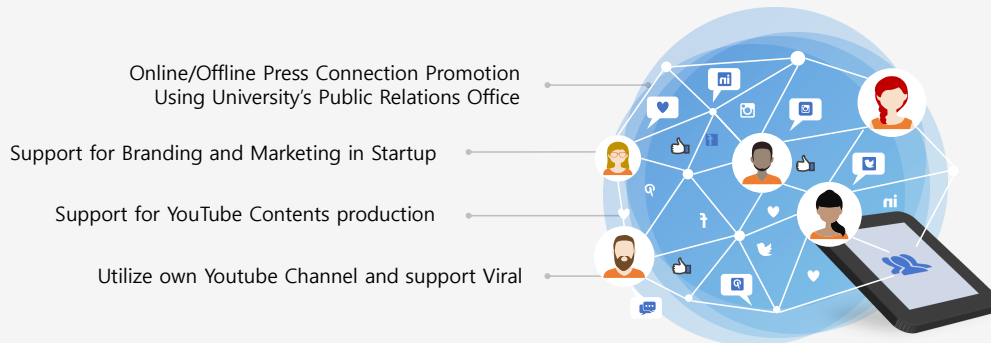 Online/Offline Press Connection Promotion
Using University's Public Relations Office
Support for Branding and Marketing in Startup
Support for YouTube Contents production
Utilize own Youtube Channel and support Viral